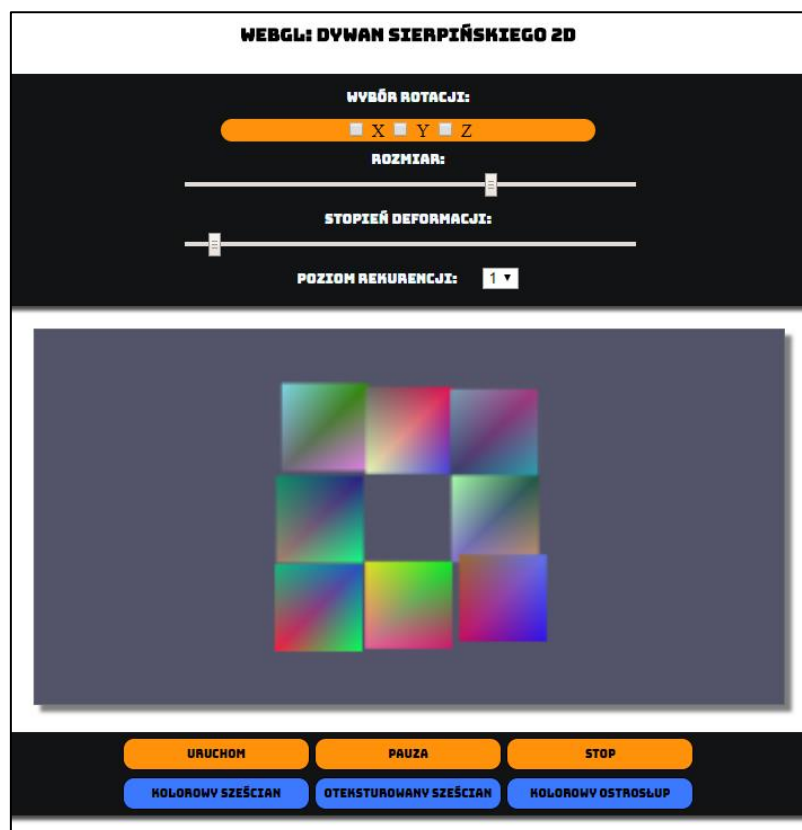 WEBGL: DYWAN SIERPIŃSKIEGO 2D
WYBÓR ROTACJI:
X Y Z
ROZMIAR:
STOPIEŃ DEFORMACJI:
POZIOM REKURENCJI: 1
URUCHOM PAUZA STOP
KOLOROWY SZEŚCIAN OTEKSTUROWANY SZEŚCIAN KOLOROWY OSTROSŁUP